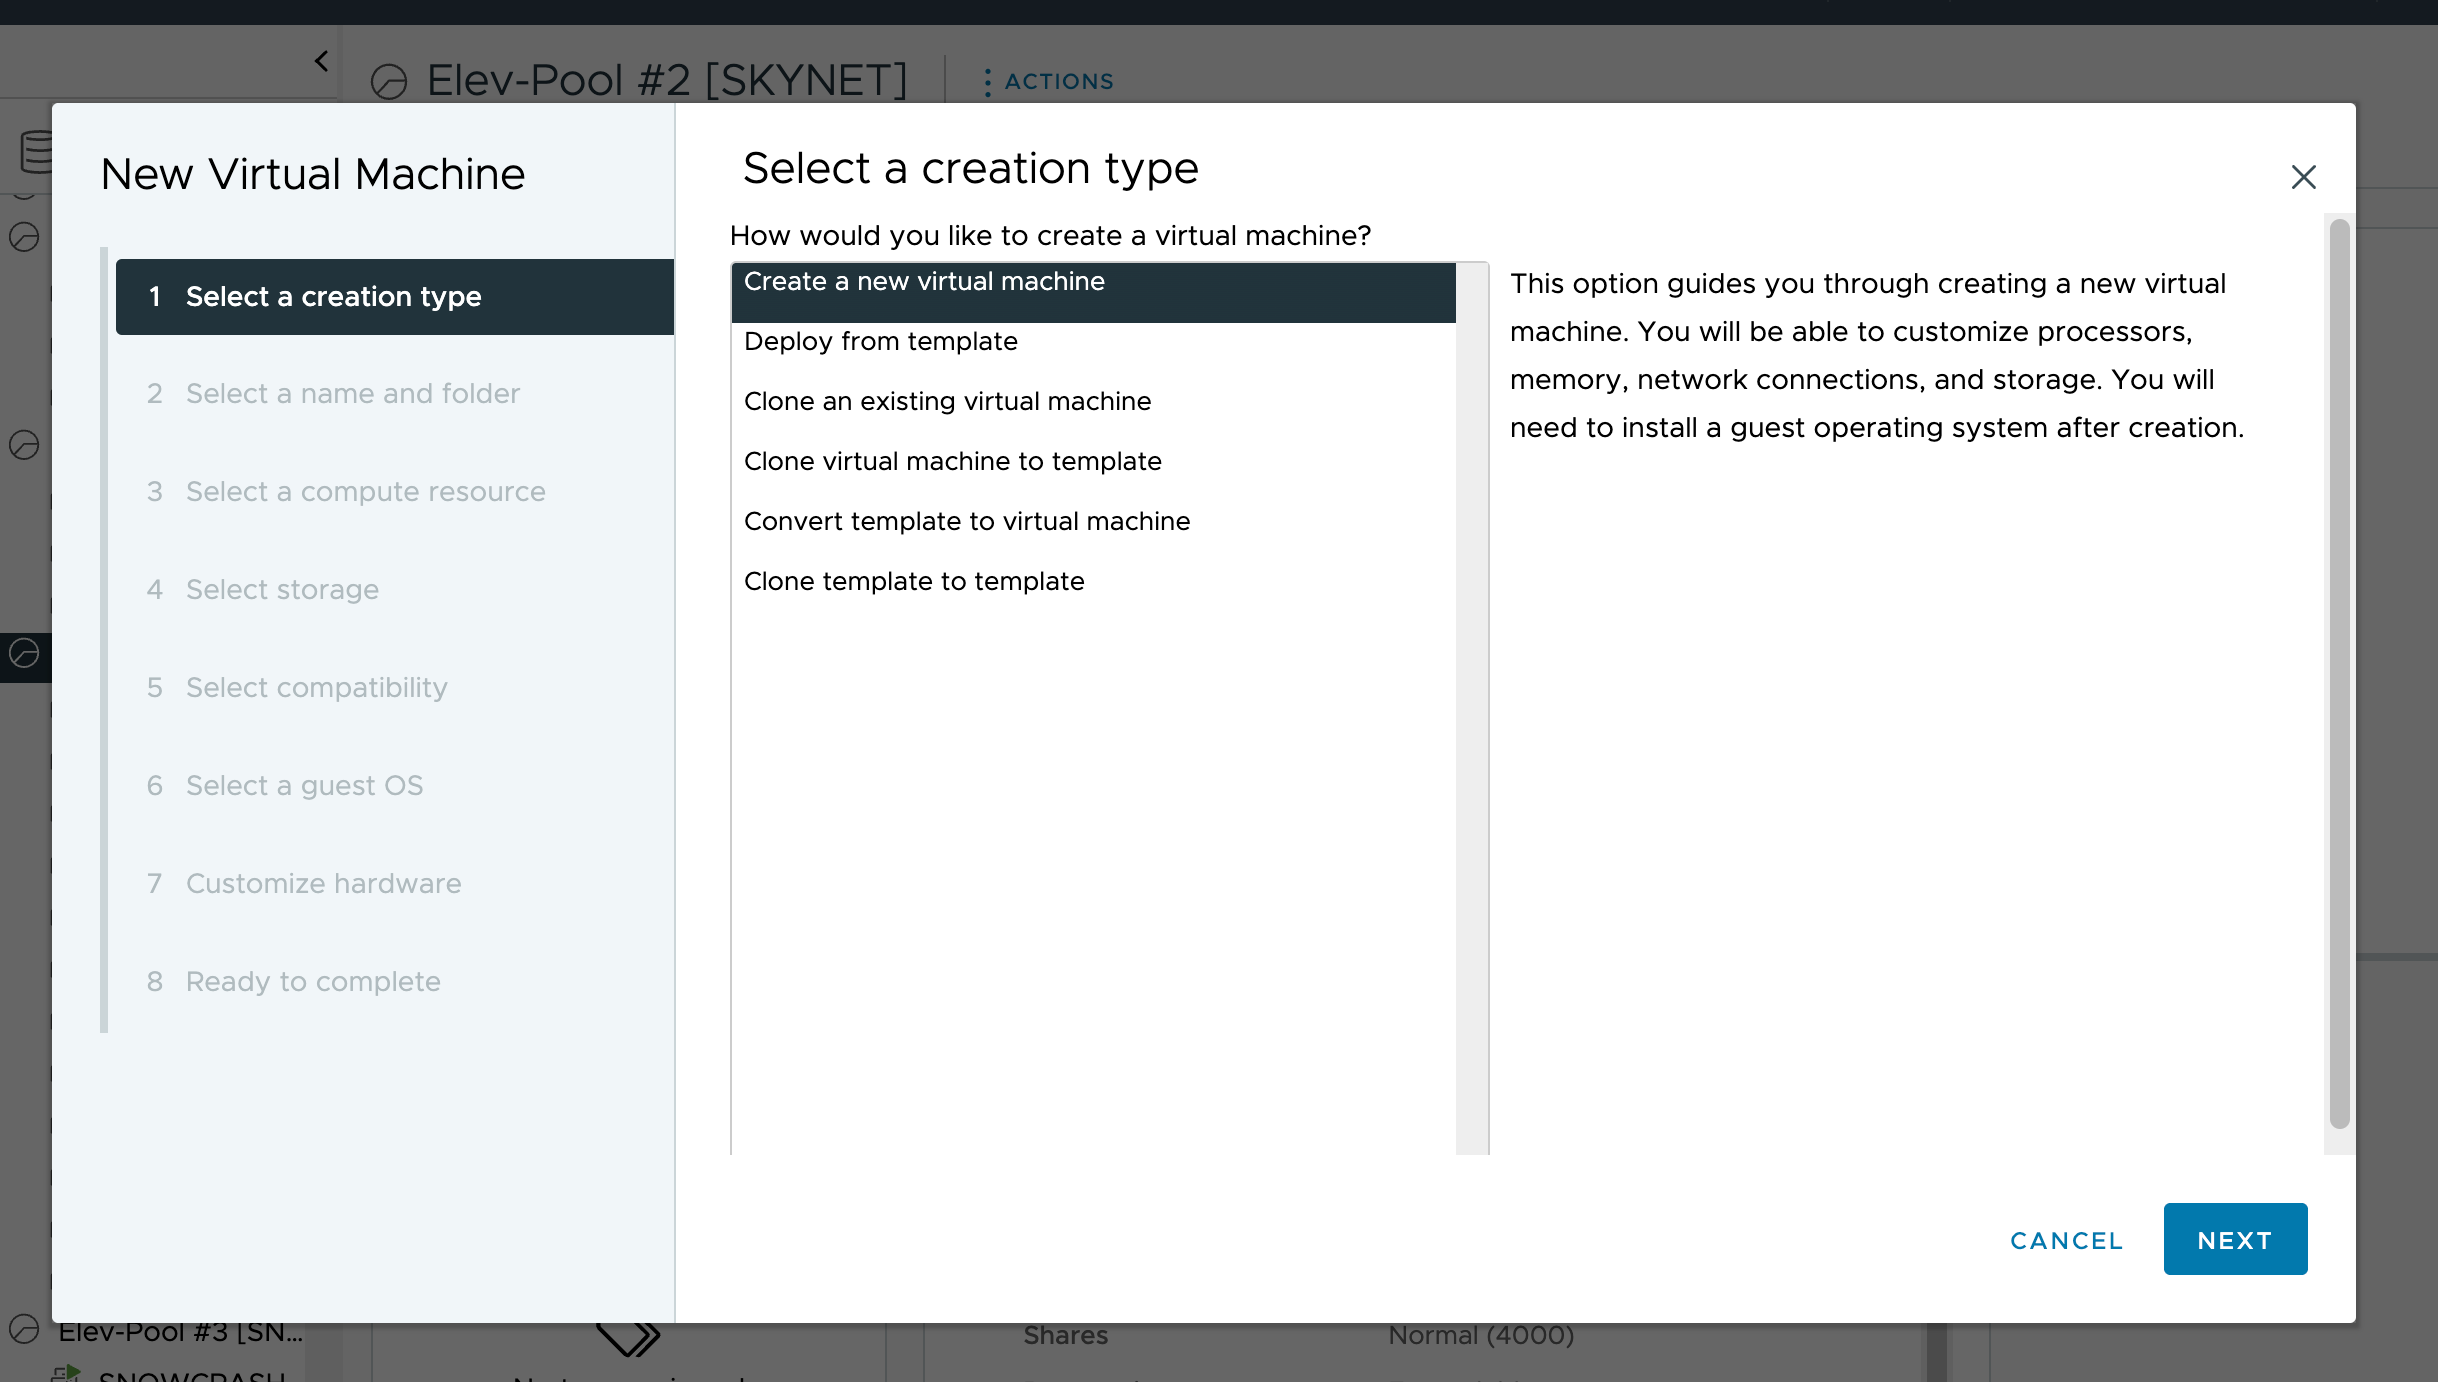 Elev-Pool #2 [SKYNET]
ACTIONS
New Virtual Machine
1 Select a creation type
2 Select a name and folder
3 Select a compute resource
4 Select storage
5 Select compatibility
6 Select a guest OS
7 Customize hardware
8 Ready to complete
Select a creation type
How would you like to create a virtual machine?
Create a new virtual machine
Deploy from template
Clone an existing virtual machine
Clone virtual machine to template
Convert template to virtual machine
Clone template to template
This option guides you through creating a new virtual
machine. You will be able to customize processors,
memory, network connections, and storage. You will
need to install a guest operating system after creation.
CANCEL
NEXT
Elev-Pool #3 [SN...
Shares
Normal (4000)
SNOWCRASH